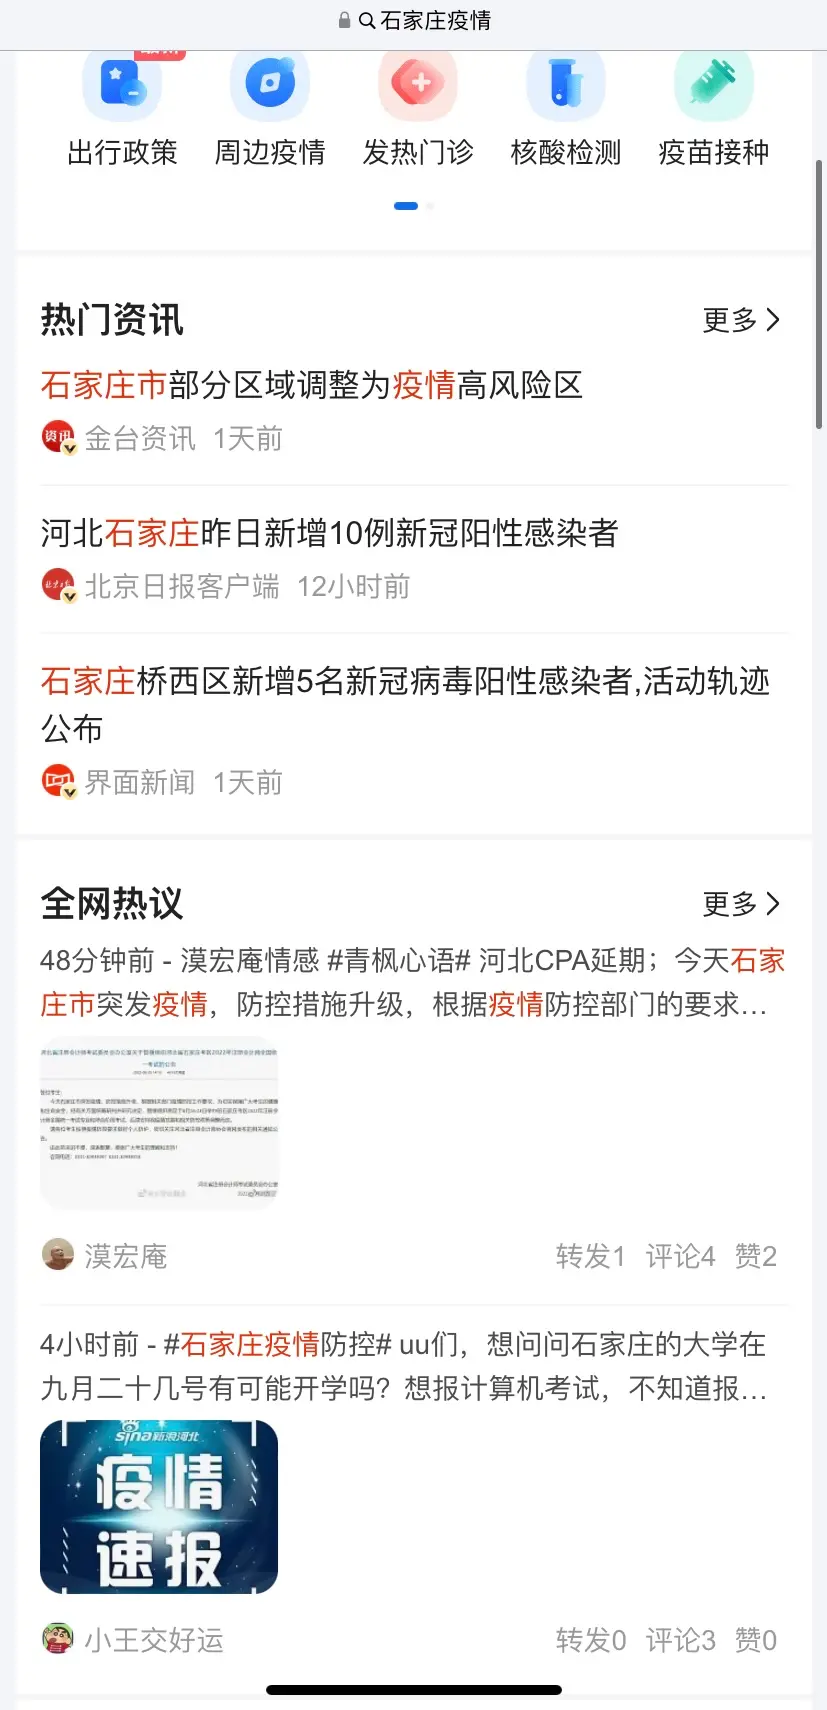 石家庄疫情
出行政策
周边疫情
发热门诊
核酸检测
疫苗接种
热门资讯
更多
石家庄市部分区域调整为疫情高风险区
资讯
金台资讯 1天前
河北石家庄昨日新增10例新冠阳性感染者
北京日报客户端 12小时前
石家庄桥西区新增5名新冠病毒阳性感染者,活动轨迹
公布
界面新闻 1天前
全网热议
更多
48分钟前 - 漠宏庵情感 #青枫心语# 河北CPA延期；今天石家
庄市突发疫情，防控措施升级，根据疫情防控部门的要求...
漠宏庵
转发1 评论4 赞2
4小时前 - #石家庄疫情防控# uu们，想问问石家庄的大学在
九月二十几号有可能开学吗？想报计算机考试，不知道报...
sina新浪河北
疫情
速报
小王交好运
转发0 评论3 赞0